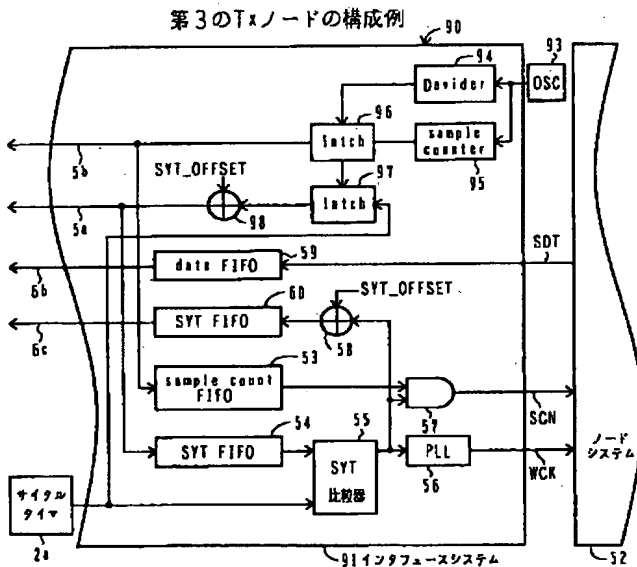 第3のTxノードの構成例
90
94
93
Davider
OSC
96
latch
sample
counter
5b
95
SYT_OFFSET
97
latch
5a
98
59
SDT
data FIFO
6b
60
SYT_OFFSET
SYT FIFO
6c
58
53
sample count
FIFO
57
SCN
54
55
SYT FIFO
SYT
比較器
PLL
56
WCK
ノード
システム
サイクル
タイマ
2a
91 インタフェースシステム
52